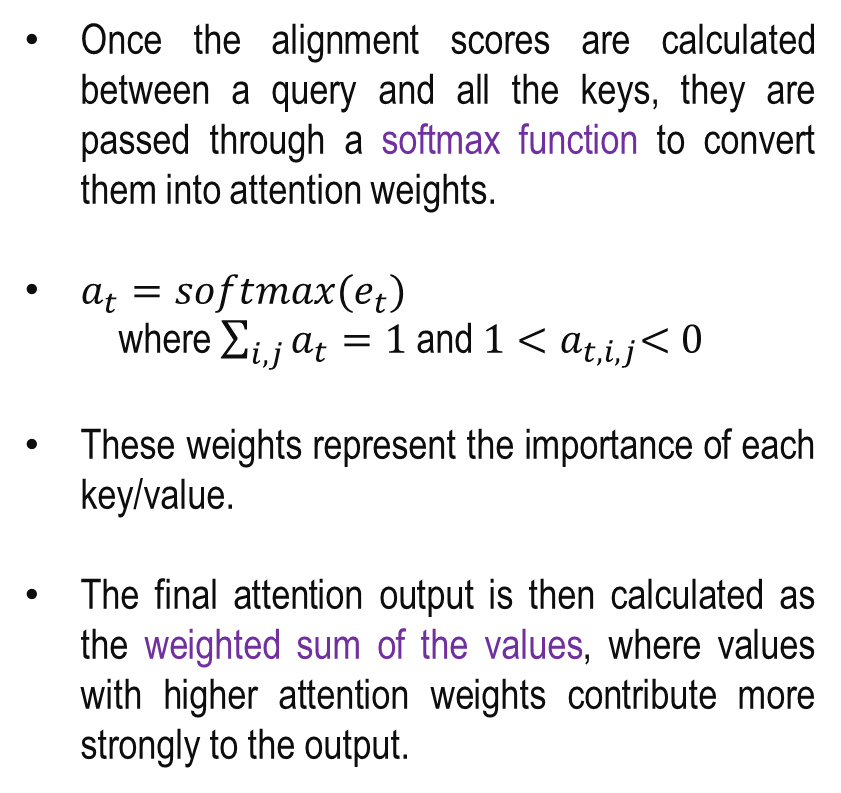 • Once the alignment scores are calculated
between a query and all the keys, they are
passed through a softmax function to convert
them into attention weights.
• a_t = softmax(e_t)
where ∑_{i,j} a_t = 1 and 1 < a_{t,i,j} < 0
• These weights represent the importance of each
key/value.
• The final attention output is then calculated as
the weighted sum of the values, where values
with higher attention weights contribute more
strongly to the output.